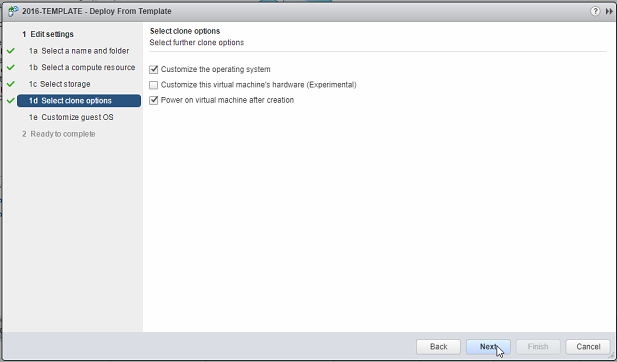 2016-TEMPLATE - Deploy From Template
?
1 Edit settings
1a Select a name and folder
1b Select a compute resource
1c Select storage
1d Select clone options
1e Customize guest OS
2 Ready to complete
Select clone options
Select further clone options
Customize the operating system
Customize this virtual machine's hardware (Experimental)
Power on virtual machine after creation
Back
Next
Finish
Cancel